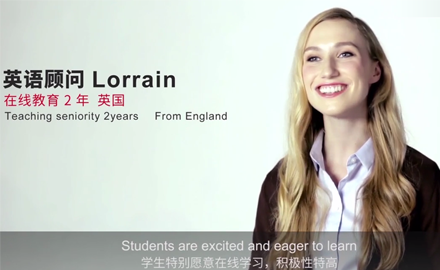 英语顾问 Lorrain
在线教育 2 年 英国
Teaching seniority 2years From England
Students are excited and eager to learn
学生特别愿意在线学习，积极性特高